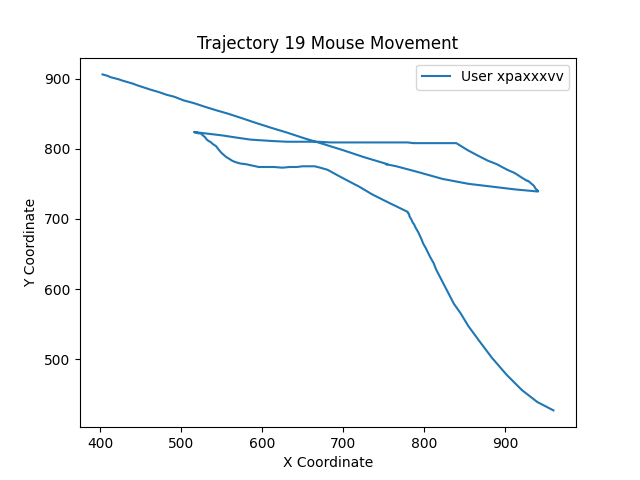 Trajectory 19 Mouse Movement
User xpaxxxvv
900
800
700
600
500
Y Coordinate
400 500 600 700 800 900
X Coordinate